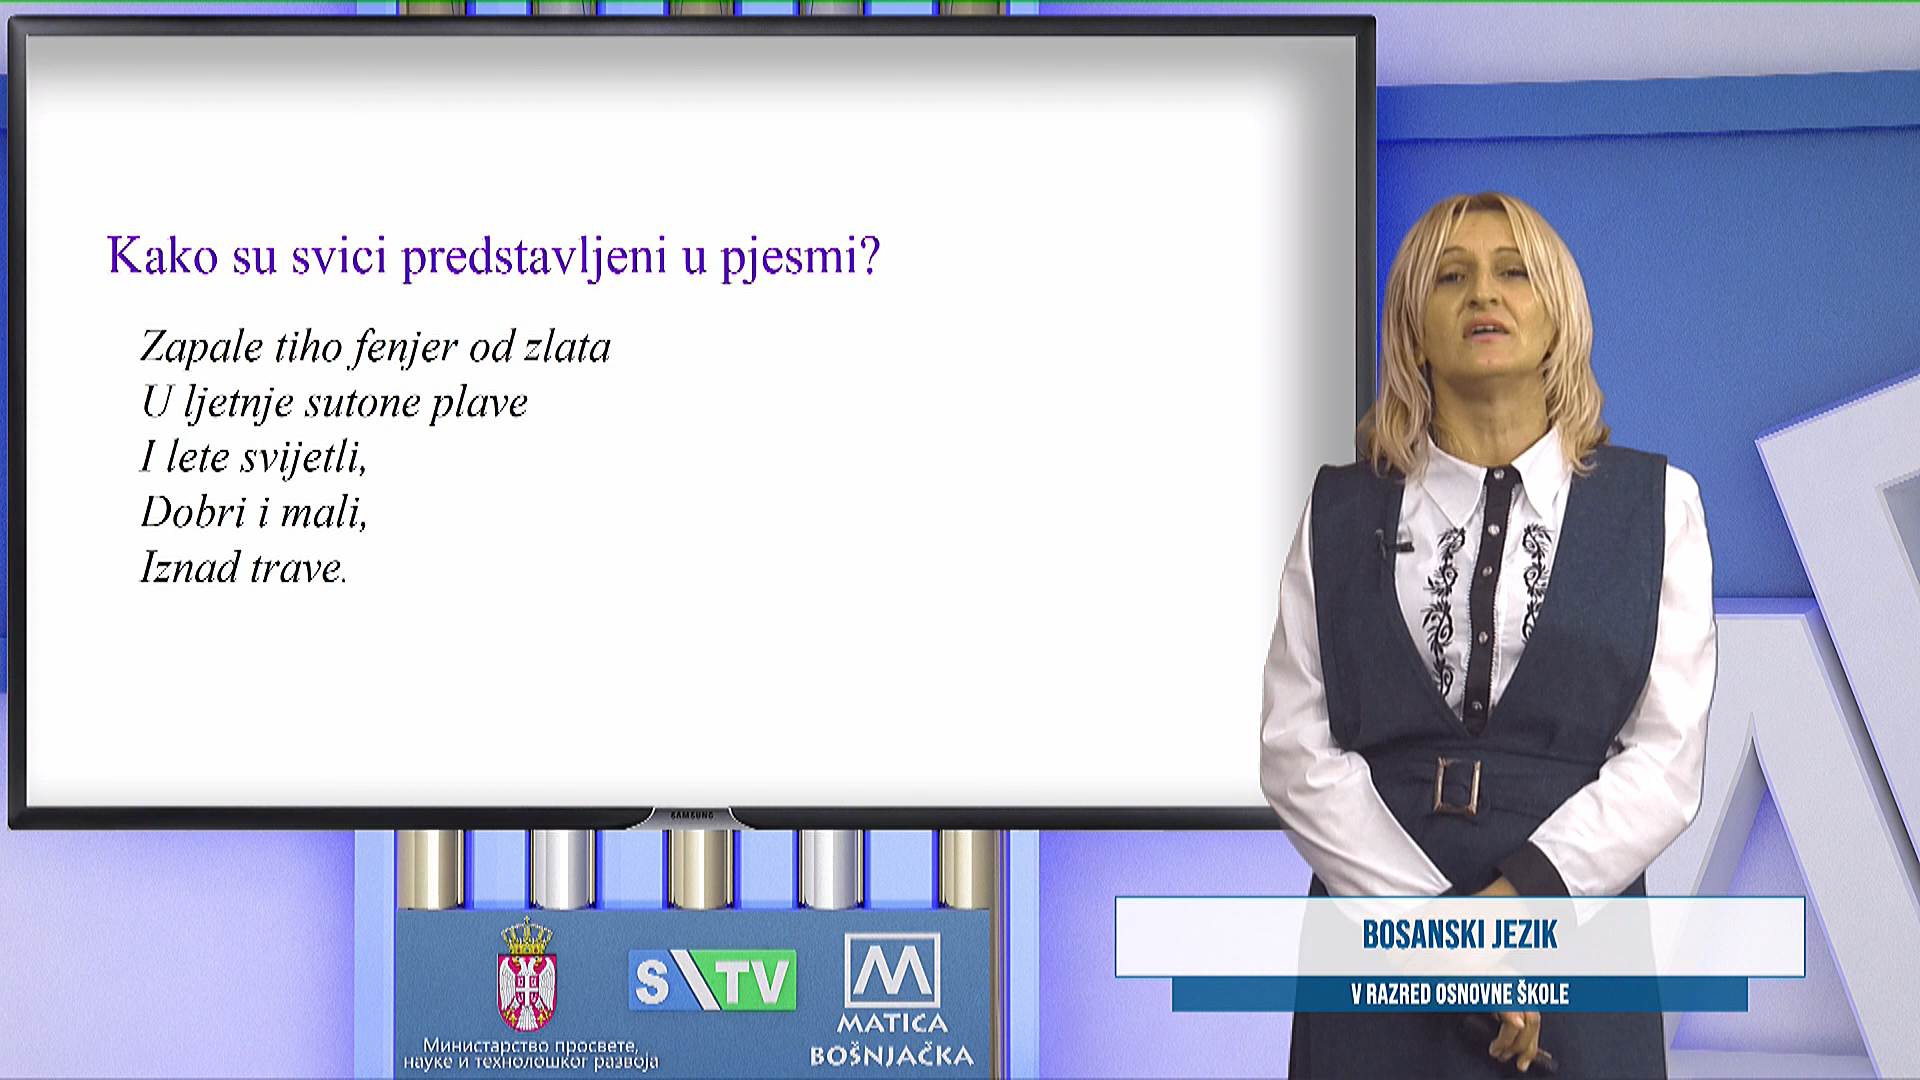 Kako su svici predstavljeni u pjesmi?
Zapale tiho fenjer od zlata
U ljetnje sutone plave
I lete svijetli,
Dobri i mali,
Iznad trave.
SAMSUNG
Министарство просвете,
науке и технолошког развоја
S TV
MATICA
BOŠNJAČKA
BOSANSKI JEZIK
V RAZRED OSNOVNE ŠKOLE